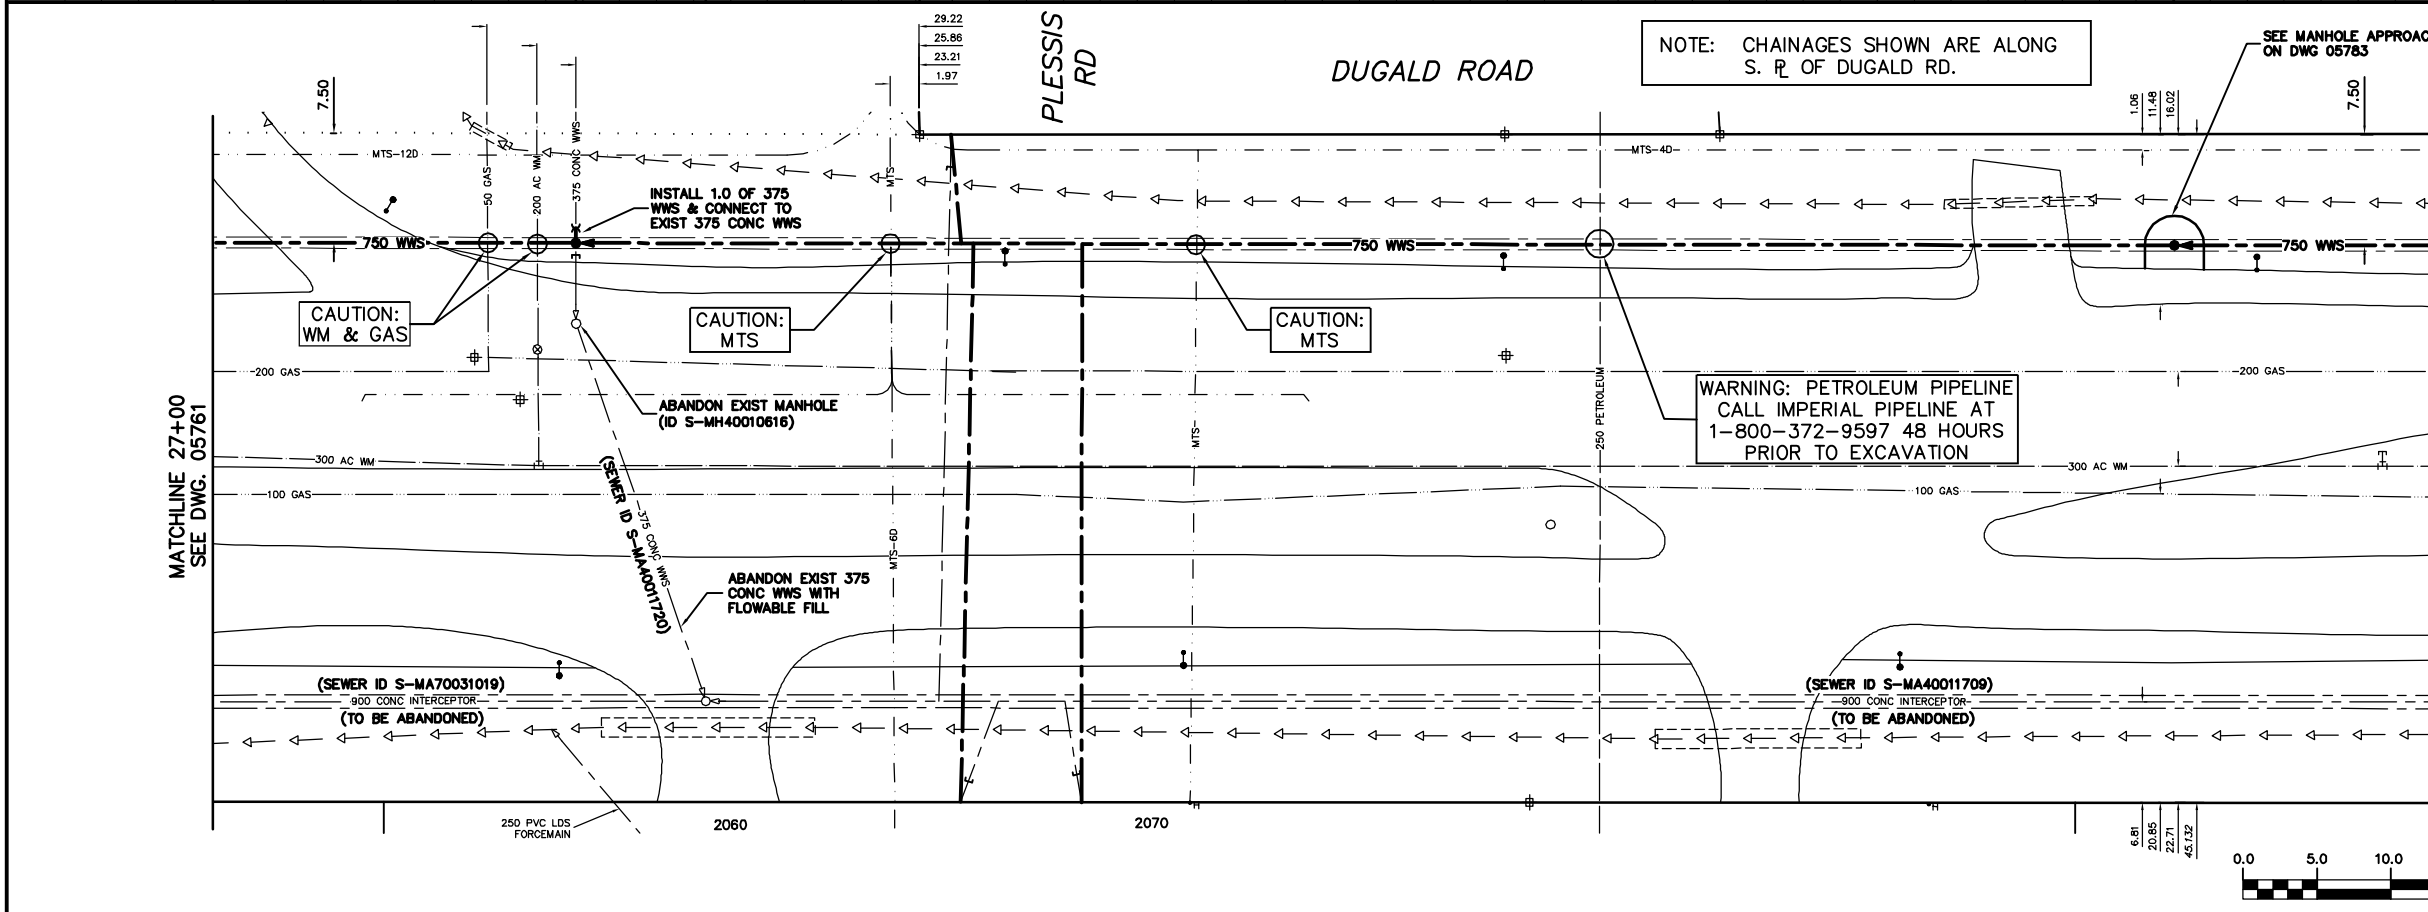 29.22
25.86
23.21
1.97
PLESSIS
RD
DUGALD ROAD
NOTE: CHAINAGES SHOWN ARE ALONG
S. ⅊ OF DUGALD RD.
SEE MANHOLE APPROAC
ON DWG 05783
7.50
1.06
11.48
16.02
7.50
MTS-12D
50 GAS
200 AC WM
375 CONC WWS
MTS
MTS-4D
INSTALL 1.0 OF 375
WWS & CONNECT TO
EXIST 375 CONC WWS
750 WWS
750 WWS
750 WWS
CAUTION:
WM & GAS
CAUTION:
MTS
CAUTION:
MTS
200 GAS
200 GAS
250 PETROLEUM
WARNING: PETROLEUM PIPELINE
CALL IMPERIAL PIPELINE AT
1-800-372-9597 48 HOURS
PRIOR TO EXCAVATION
ABANDON EXIST MANHOLE
(ID S-MH40010616)
MTS
MATCHLINE 27+00
SEE DWG. 05761
300 AC WM
300 AC WM
100 GAS
100 GAS
375 CONC WWS
(SEWER ID S-MA40011720)
MTS-6D
ABANDON EXIST 375
CONC WWS WITH
FLOWABLE FILL
(SEWER ID S-MA70031019)
900 CONC INTERCEPTOR
(TO BE ABANDONED)
(SEWER ID S-MA40011709)
900 CONC INTERCEPTOR
(TO BE ABANDONED)
250 PVC LDS
FORCEMAIN
2060
2070
H
H
6.81
20.85
22.71
45.132
0.0 5.0 10.0